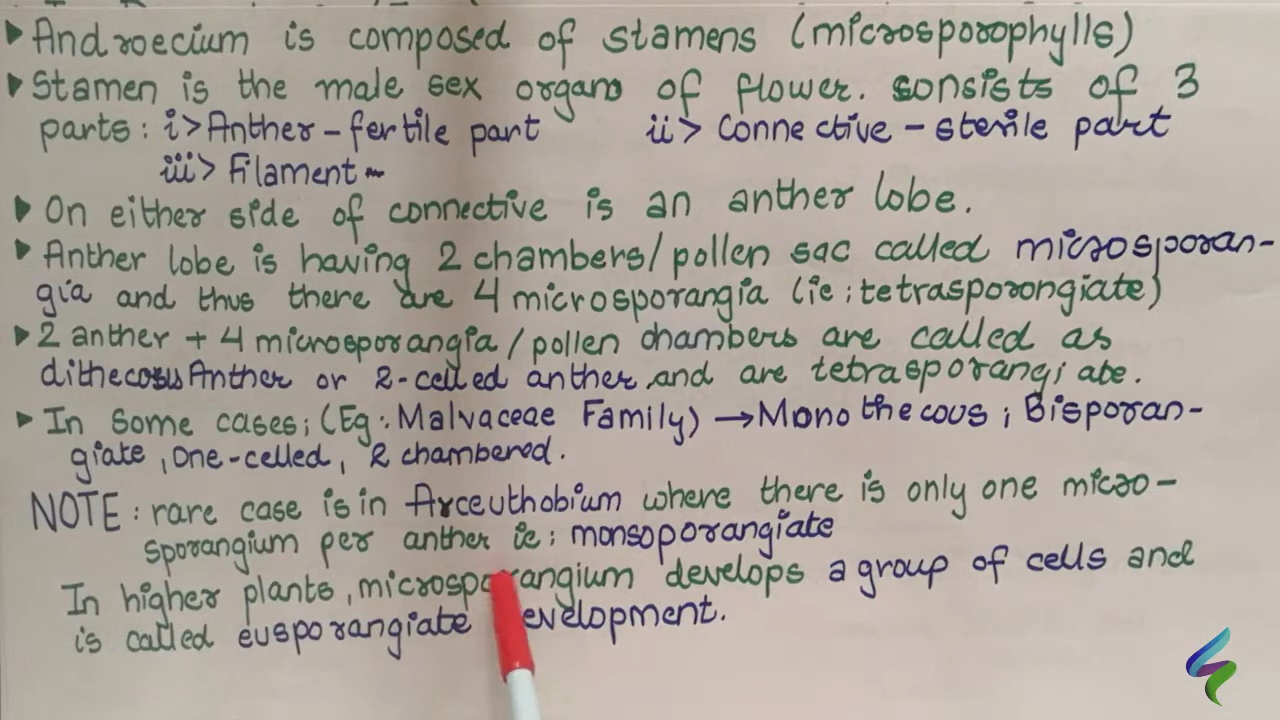 ▶ Androecium is composed of stamens (microsporophylls)
▶ Stamen is the male sex organ of flower. consists of 3
parts: i> Anther - fertile part ii> Connective - sterile part
iii> Filament -
▶ On either side of connective is an anther lobe.
▶ Anther lobe is having 2 chambers/pollen sac called microsporan-
gia and thus there are 4 microsporangia (ie; tetrasporongiate)
▶ 2 anther + 4 microsporangia/pollen chambers are called as
dithecous Anther or 2-celled anther and are tetrasporangiate.
▶ In some cases; (Eg: Malvaceae Family) → Monothecous; Bisporan-
giate, One-celled, 2 chambered.
NOTE: rare case is in Arceuthobium where there is only one micro-
sporangium per anther ie: monsoporangiate
In higher plants, microsporangium develops a group of cells and
is called eusporangiate evelopment.